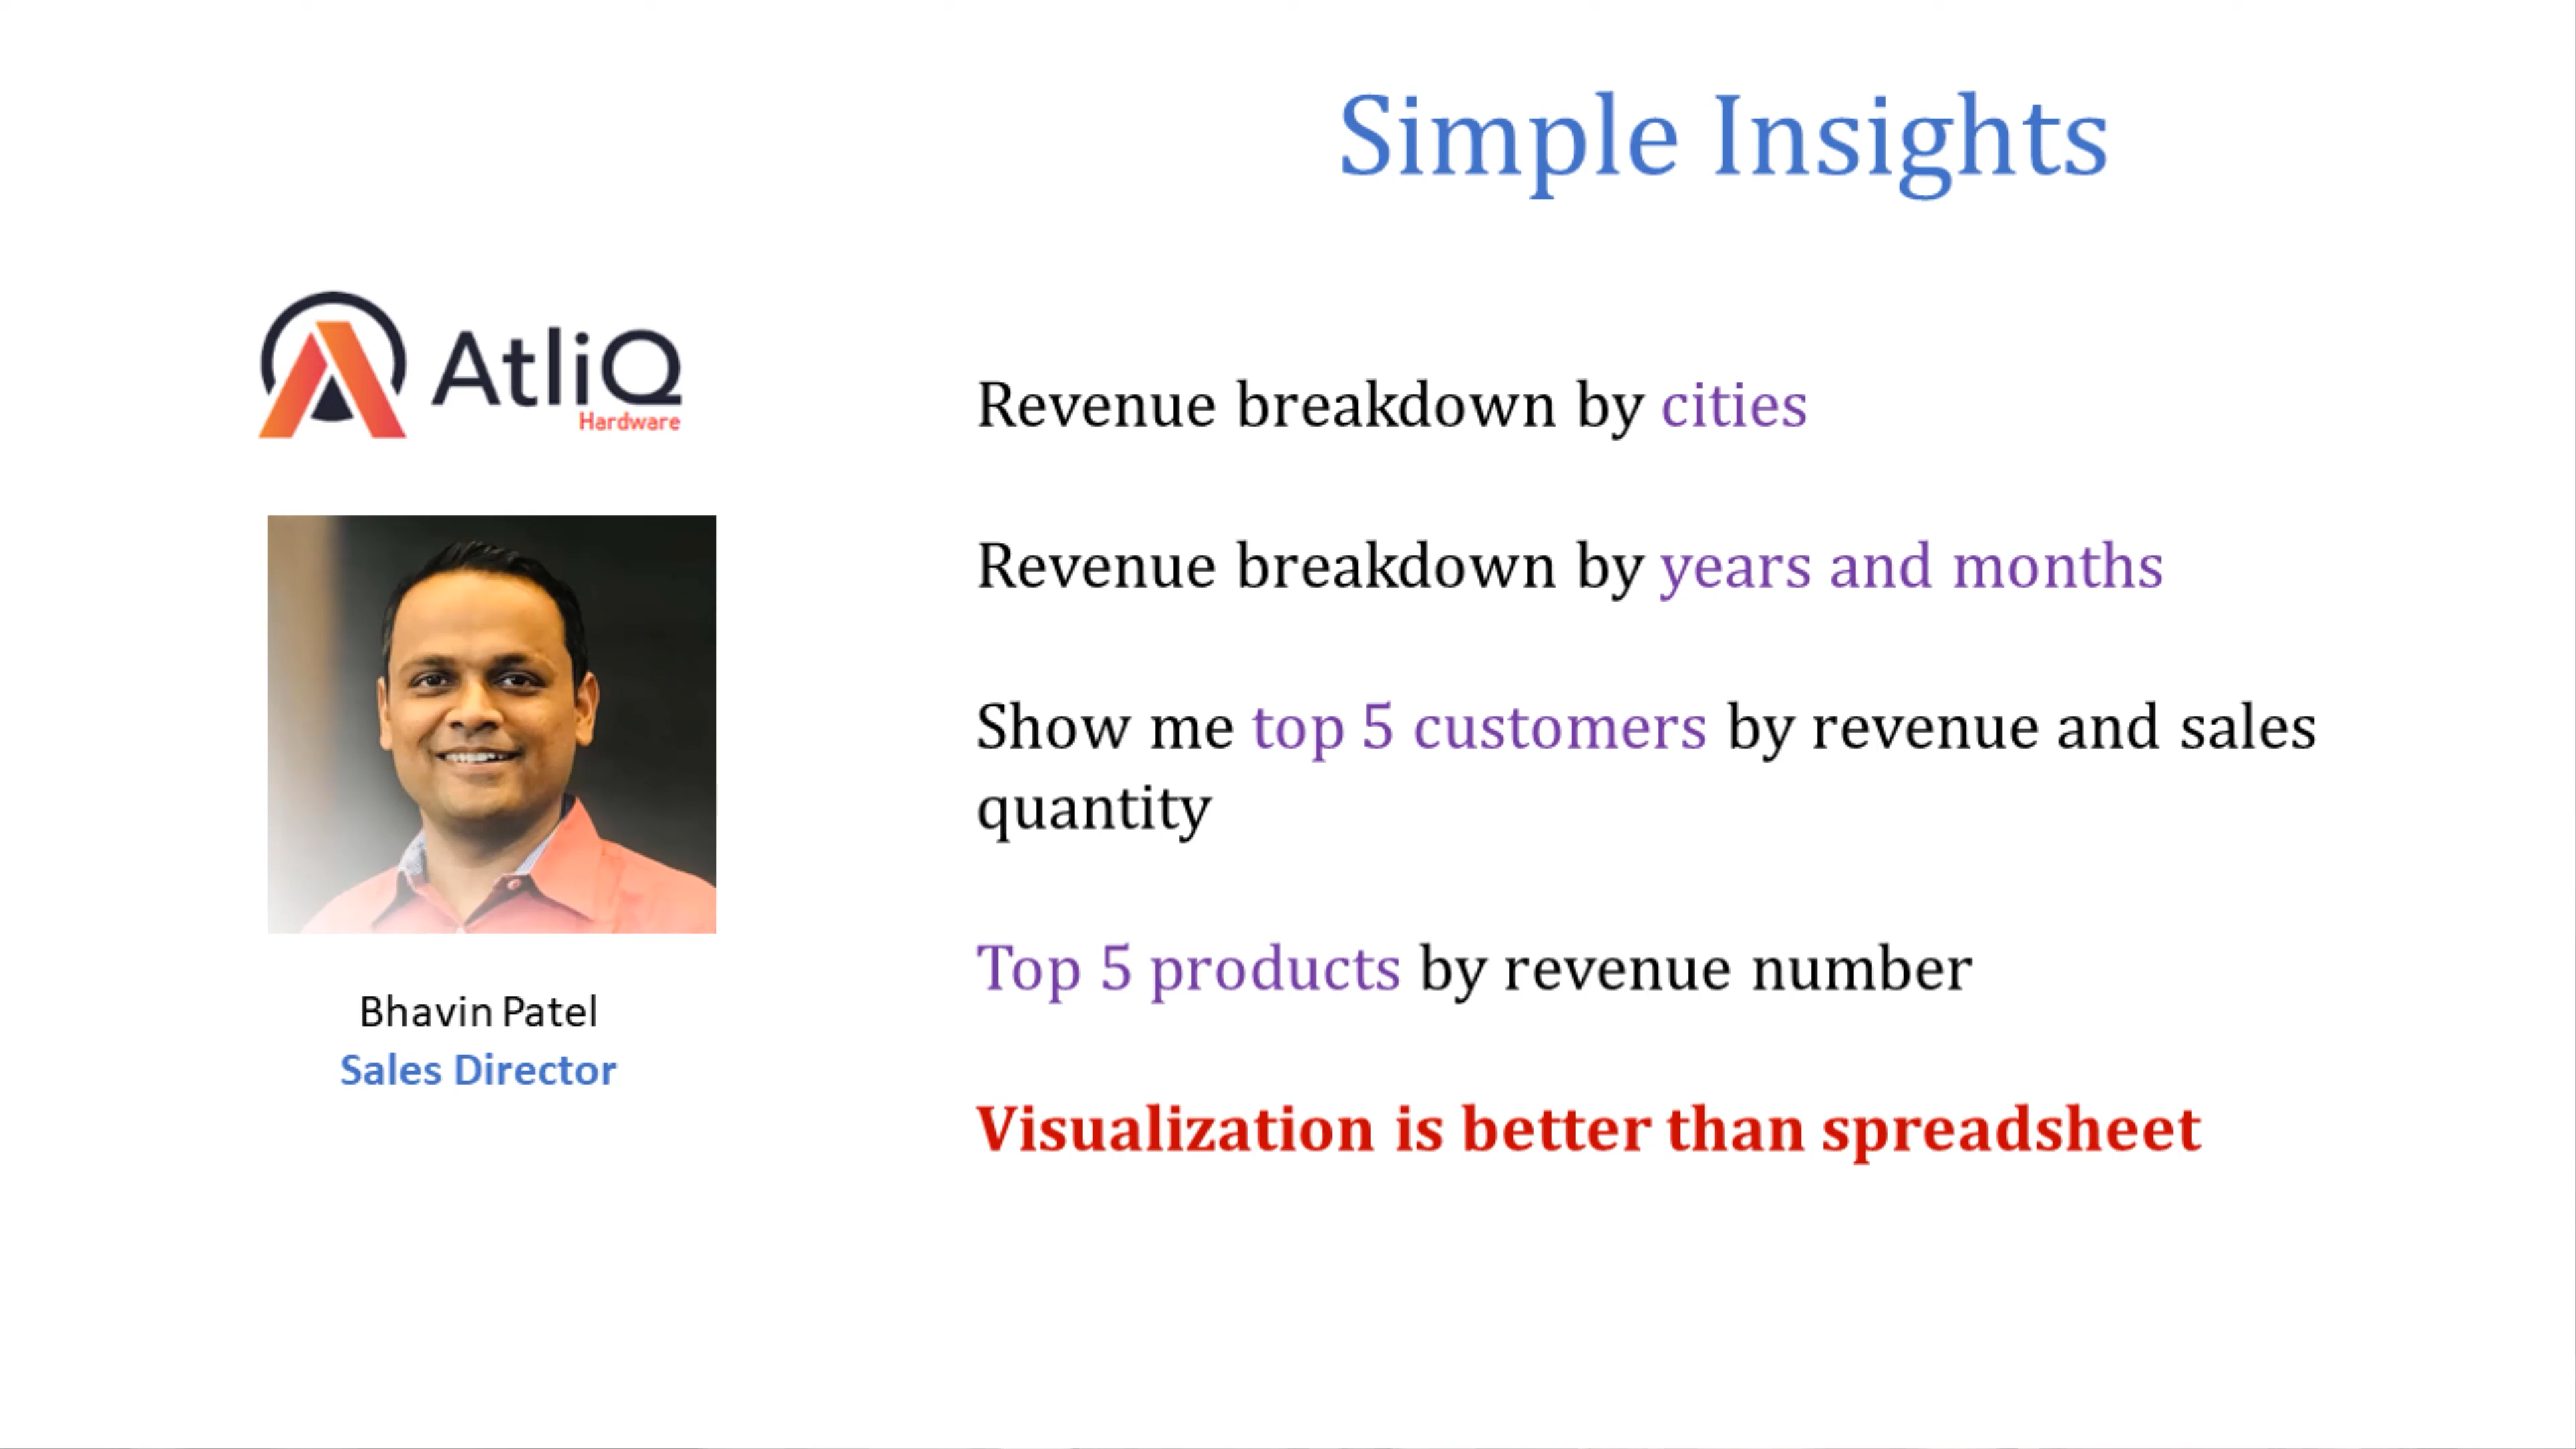 Simple Insights
AtliQ
Hardware
Revenue breakdown by cities
Revenue breakdown by years and months
Show me top 5 customers by revenue and sales
quantity
Top 5 products by revenue number
Visualization is better than spreadsheet
Bhavin Patel
Sales Director